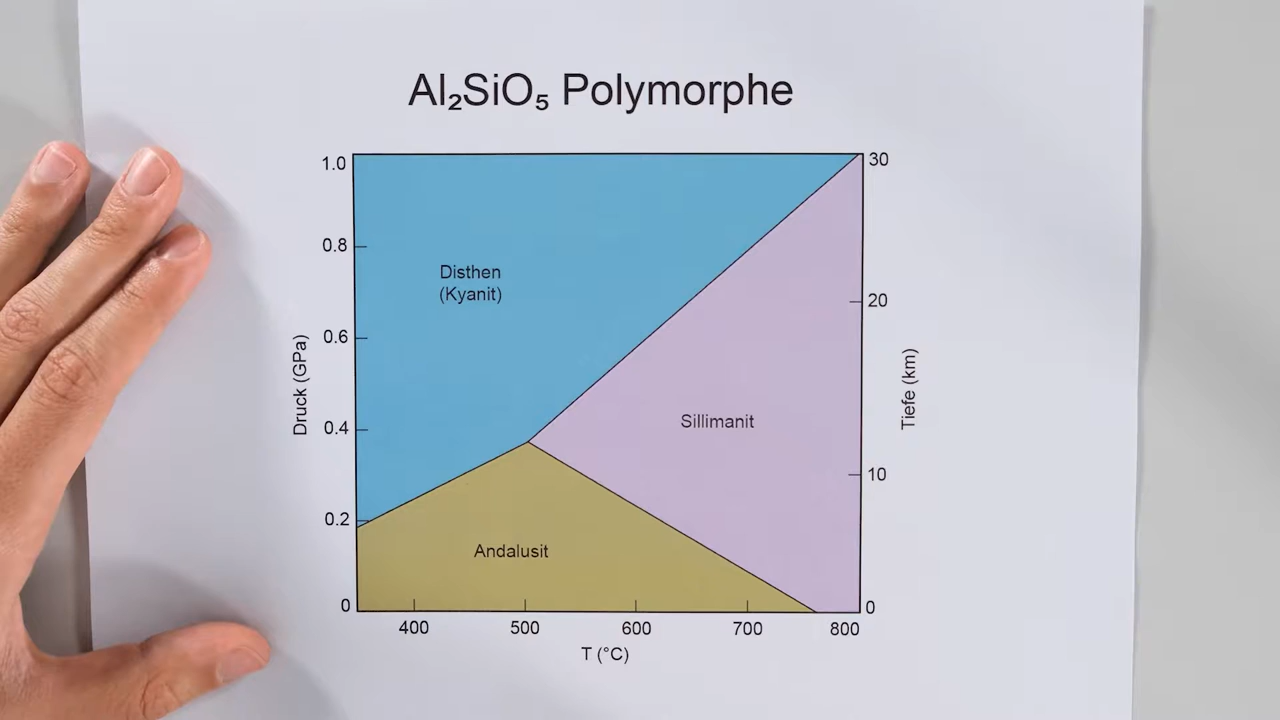 Al₂SiO₅ Polymorphe
1.0
0.8
0.6
0.4
0.2
0
Druck (GPa)
Disthen
(Kyanit)
Sillimanit
Andalusit
30
20
10
0
Tiefe (km)
400 500 600 700 800
T (°C)